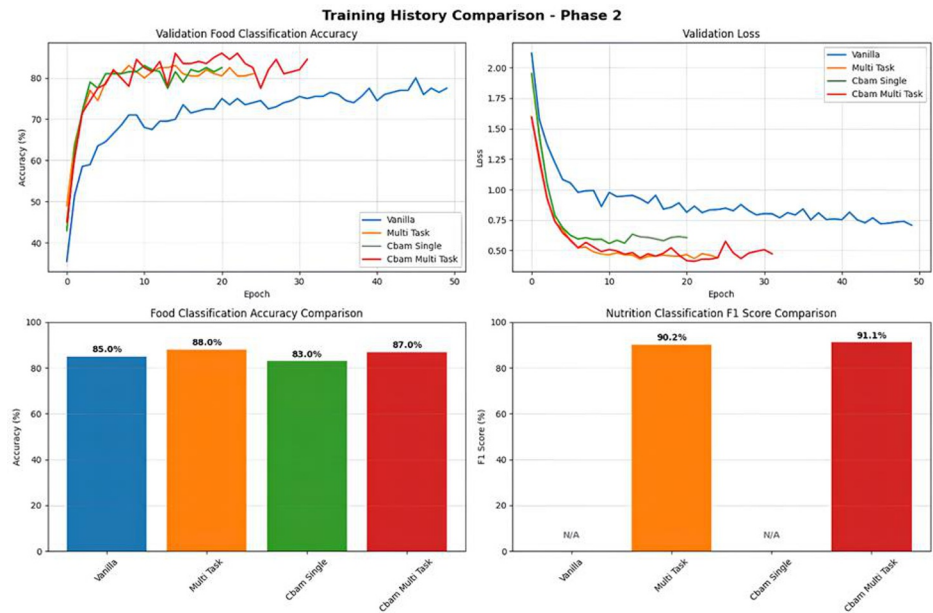 Training History Comparison - Phase 2
Validation Food Classification Accuracy
Accuracy (%)
80
70
60
50
40
0
10
20
30
40
50
Epoch
Vanilla
Multi Task
Cbam Single
Cbam Multi Task
Validation Loss
Loss
2.00
1.75
1.50
1.25
1.00
0.75
0.50
0
10
20
30
40
50
Epoch
Vanilla
Multi Task
Cbam Single
Cbam Multi Task
Food Classification Accuracy Comparison
Accuracy (%)
100
80
60
40
20
0
85.0%
88.0%
83.0%
87.0%
Vanilla
Multi Task
Cbam Single
Cbam Multi Task
Nutrition Classification F1 Score Comparison
F1 Score (%)
100
80
60
40
20
0
N/A
90.2%
N/A
91.1%
Vanilla
Multi Task
Cbam Single
Cbam Multi Task